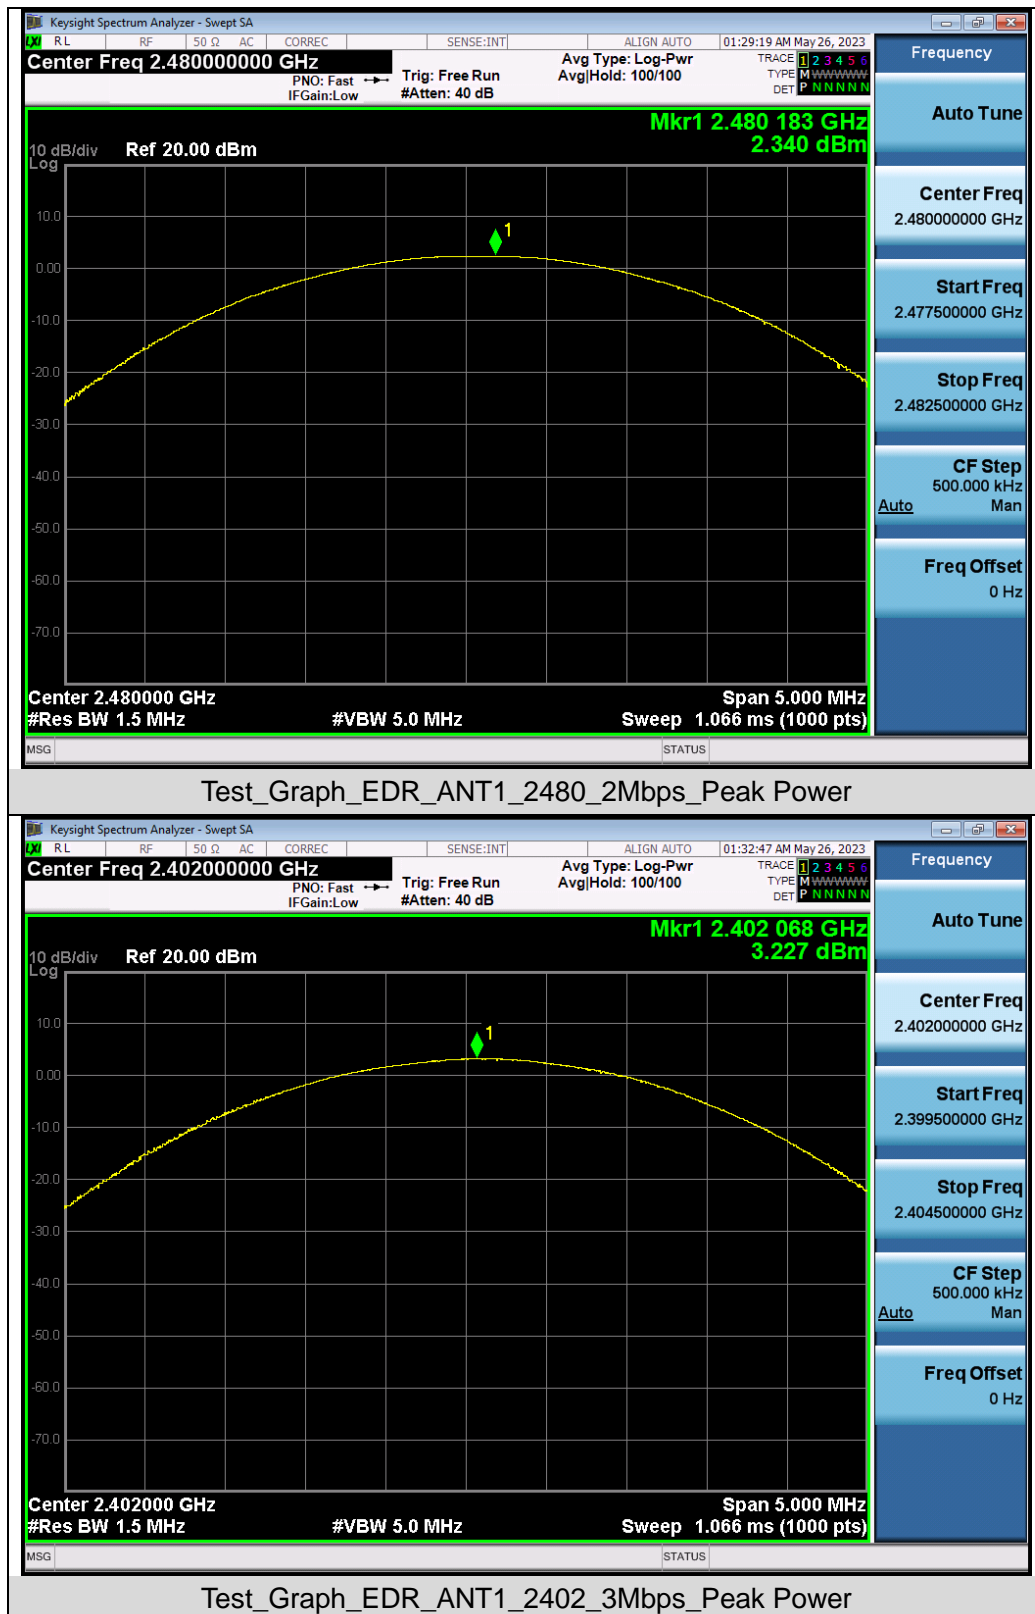 Keysight Spectrum Analyzer - Swept SA
LXI RL RF 50 Ω AC CORREC SENSE:INT ALIGN AUTO 01:29:19 AM May 26, 2023
Center Freq 2.480000000 GHz
PNO: Fast
IFGain:Low
Trig: Free Run
#Atten: 40 dB
Avg Type: Log-Pwr
Avg|Hold: 100/100
TRACE 1 2 3 4 5 6
TYPE M WWWWW
DET P N N N N N
Mkr1 2.480 183 GHz
2.340 dBm
10 dB/div Ref 20.00 dBm
Log
1
10.0
0.00
-10.0
-20.0
-30.0
-40.0
-50.0
-60.0
-70.0
Center 2.480000 GHz Span 5.000 MHz
#Res BW 1.5 MHz #VBW 5.0 MHz Sweep 1.066 ms (1000 pts)
MSG STATUS
Frequency
Auto Tune
Center Freq
2.480000000 GHz
Start Freq
2.477500000 GHz
Stop Freq
2.482500000 GHz
CF Step
500.000 kHz
Auto Man
Freq Offset
0 Hz
Test_Graph_EDR_ANT1_2480_2Mbps_Peak Power
Keysight Spectrum Analyzer - Swept SA
LXI RL RF 50 Ω AC CORREC SENSE:INT ALIGN AUTO 01:32:47 AM May 26, 2023
Center Freq 2.402000000 GHz
PNO: Fast
IFGain:Low
Trig: Free Run
#Atten: 40 dB
Avg Type: Log-Pwr
Avg|Hold: 100/100
TRACE 1 2 3 4 5 6
TYPE M WWWWW
DET P N N N N N
Mkr1 2.402 068 GHz
3.227 dBm
10 dB/div Ref 20.00 dBm
Log
1
10.0
0.00
-10.0
-20.0
-30.0
-40.0
-50.0
-60.0
-70.0
Center 2.402000 GHz Span 5.000 MHz
#Res BW 1.5 MHz #VBW 5.0 MHz Sweep 1.066 ms (1000 pts)
MSG STATUS
Frequency
Auto Tune
Center Freq
2.402000000 GHz
Start Freq
2.399500000 GHz
Stop Freq
2.404500000 GHz
CF Step
500.000 kHz
Auto Man
Freq Offset
0 Hz
Test_Graph_EDR_ANT1_2402_3Mbps_Peak Power